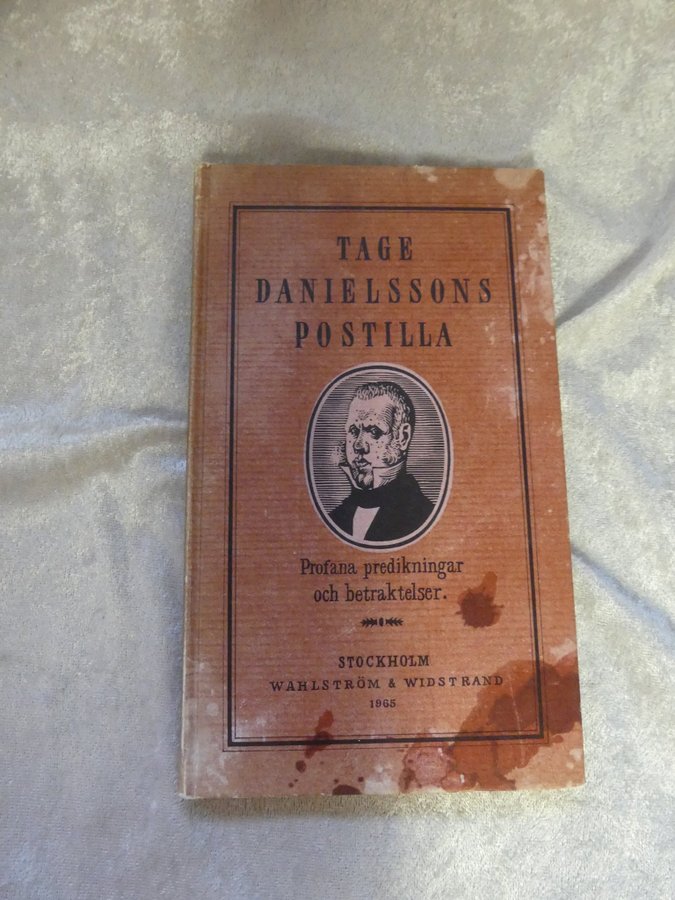 TAGE
DANIELSSONS
POSTILLA
Profana predikningar
och betraktelser.
STOCKHOLM
WAHLSTRÖM & WIDSTRAND
1965